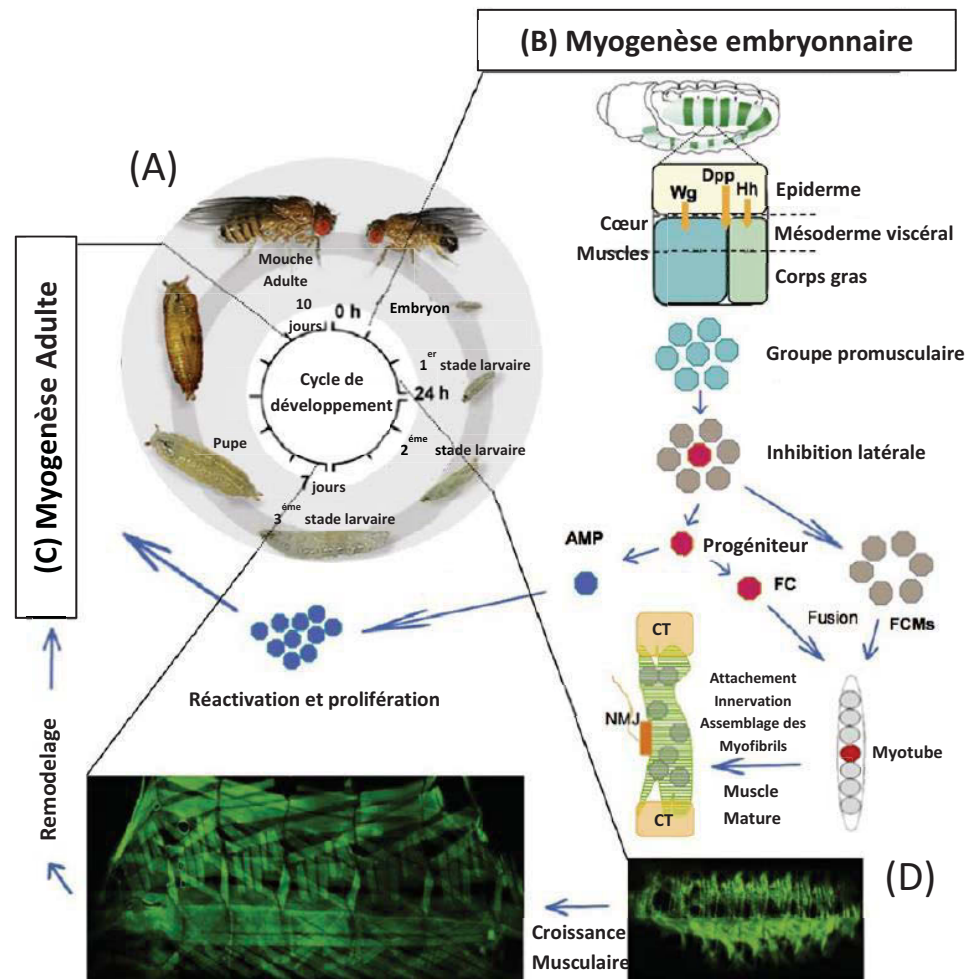 (B) Myogenèse embryonnaire
(A)
Wg
Dpp
Hh
Epiderme
Cœur
Mésoderme viscéral
Muscles
Corps gras
Mouche
Adulte
10
jours
0 h
Embryon
1er stade larvaire
24 h
Cycle de
développement
2éme stade larvaire
Pupe
7
jours
3éme stade larvaire
Groupe promusculaire
Inhibition latérale
(C) Myogenèse Adulte
AMP
Progéniteur
FC
Fusion
FCMs
CT
Attachement
Innervation
Assemblage des
Myofibrils
NMJ
Myotube
Muscle
Mature
CT
Réactivation et prolifération
Remodelage
(D)
Croissance
Musculaire